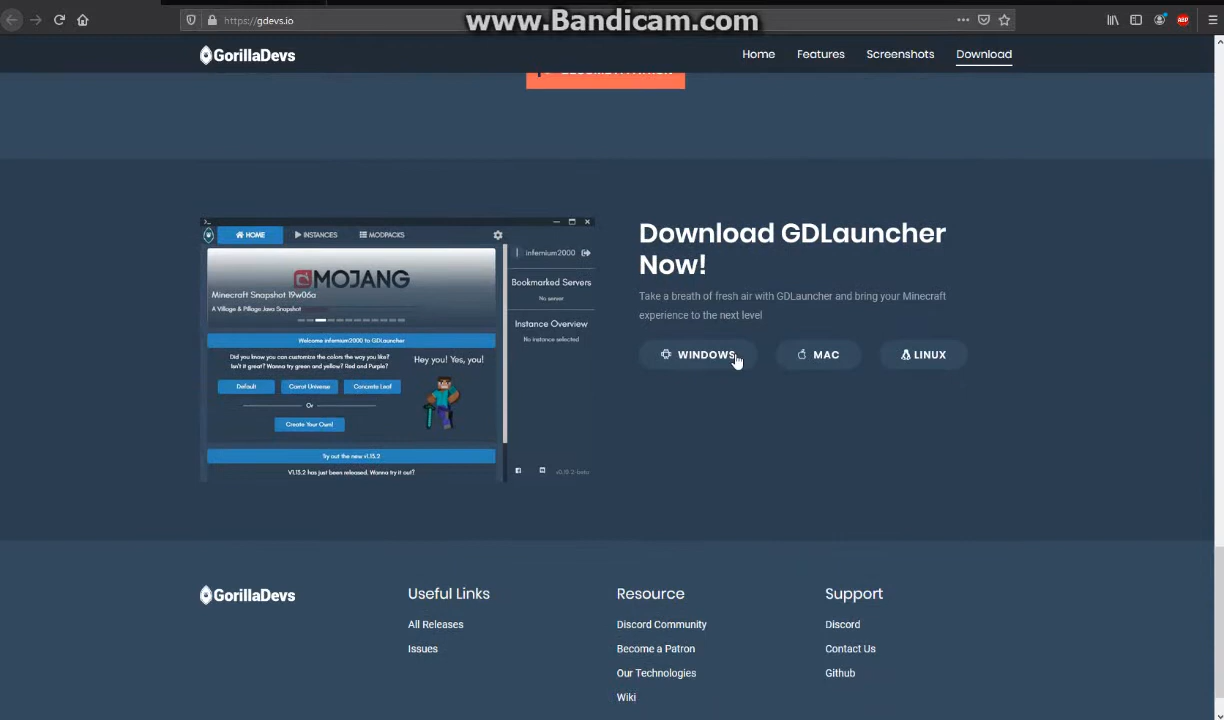 https://gdevs.io
www.Bandicam.com
ABP
GorillaDevs
Home
Features
Screenshots
Download
Download GDLauncher
Now!
Take a breath of fresh air with GDLauncher and bring your Minecraft
experience to the next level
WINDOWS
MAC
LINUX
HOME
INSTANCES
MODPACKS
infernium2000
MOJANG
Minecraft Snapshot 19w06a
A Village & Pillage Java Snapshot
Bookmarked Servers
No server
Instance Overview
No instance selected
Welcome infernium2000 to GDLauncher
Did you know you can customize the colors the way you like?
Isn't it great? Wanna try green and yellow? Red and Purple?
Hey you! Yes, you!
Default
Carrot Universe
Concrete Leaf
Or
Create Your Own!
Try out the new v1.13.2
V1.13.2 has just been released. Wanna try it out?
GorillaDevs
Useful Links
All Releases
Issues
Resource
Discord Community
Become a Patron
Our Technologies
Wiki
Support
Discord
Contact Us
Github